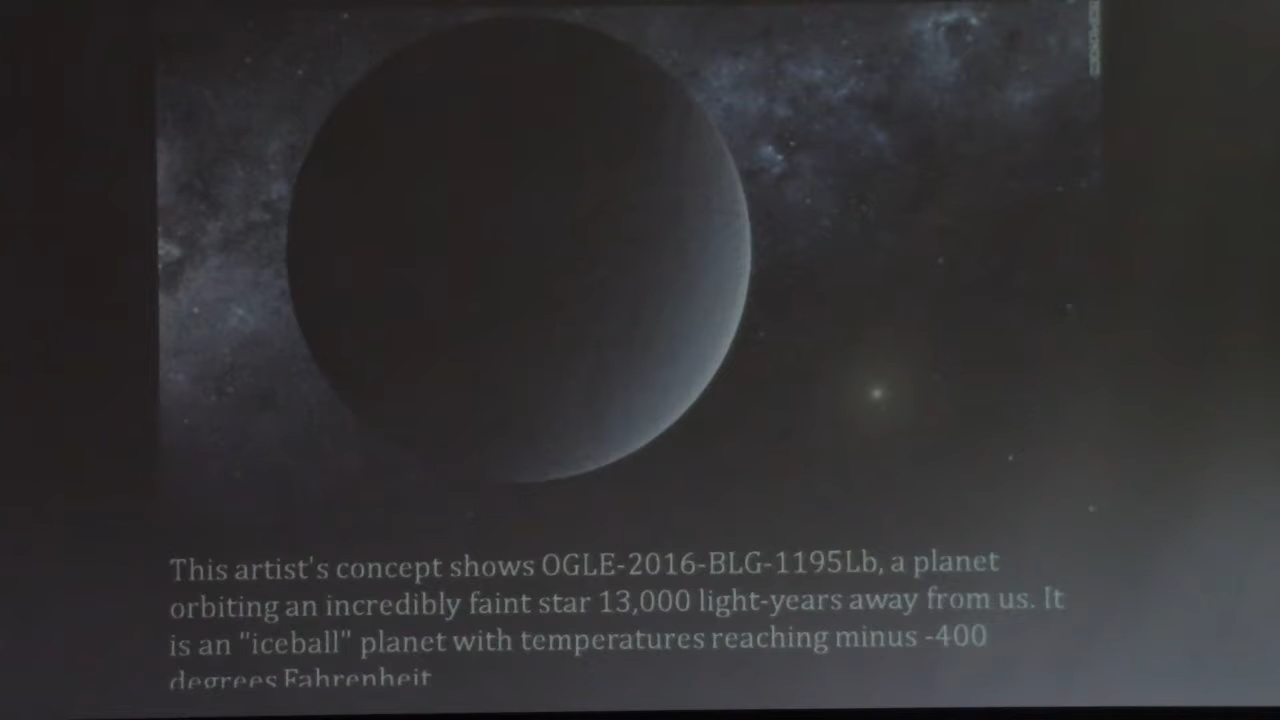 This artist's concept shows OGLE-2016-BLG-1195Lb, a planet
orbiting an incredibly faint star 13,000 light-years away from us. It
is an "iceball" planet with temperatures reaching minus -400
degrees Fahrenheit